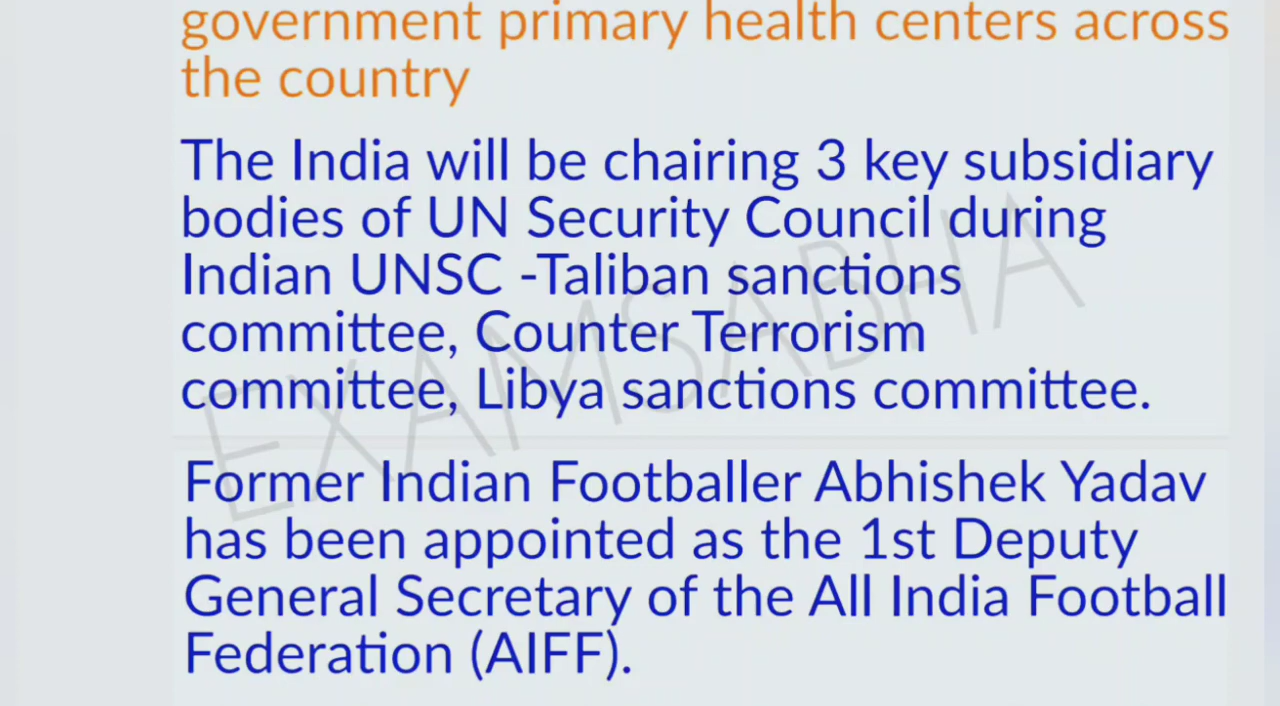 government primary health centers across
the country
The India will be chairing 3 key subsidiary
bodies of UN Security Council during
Indian UNSC -Taliban sanctions
committee, Counter Terrorism
committee, Libya sanctions committee.
EXAMSABHA
Former Indian Footballer Abhishek Yadav
has been appointed as the 1st Deputy
General Secretary of the All India Football
Federation (AIFF).